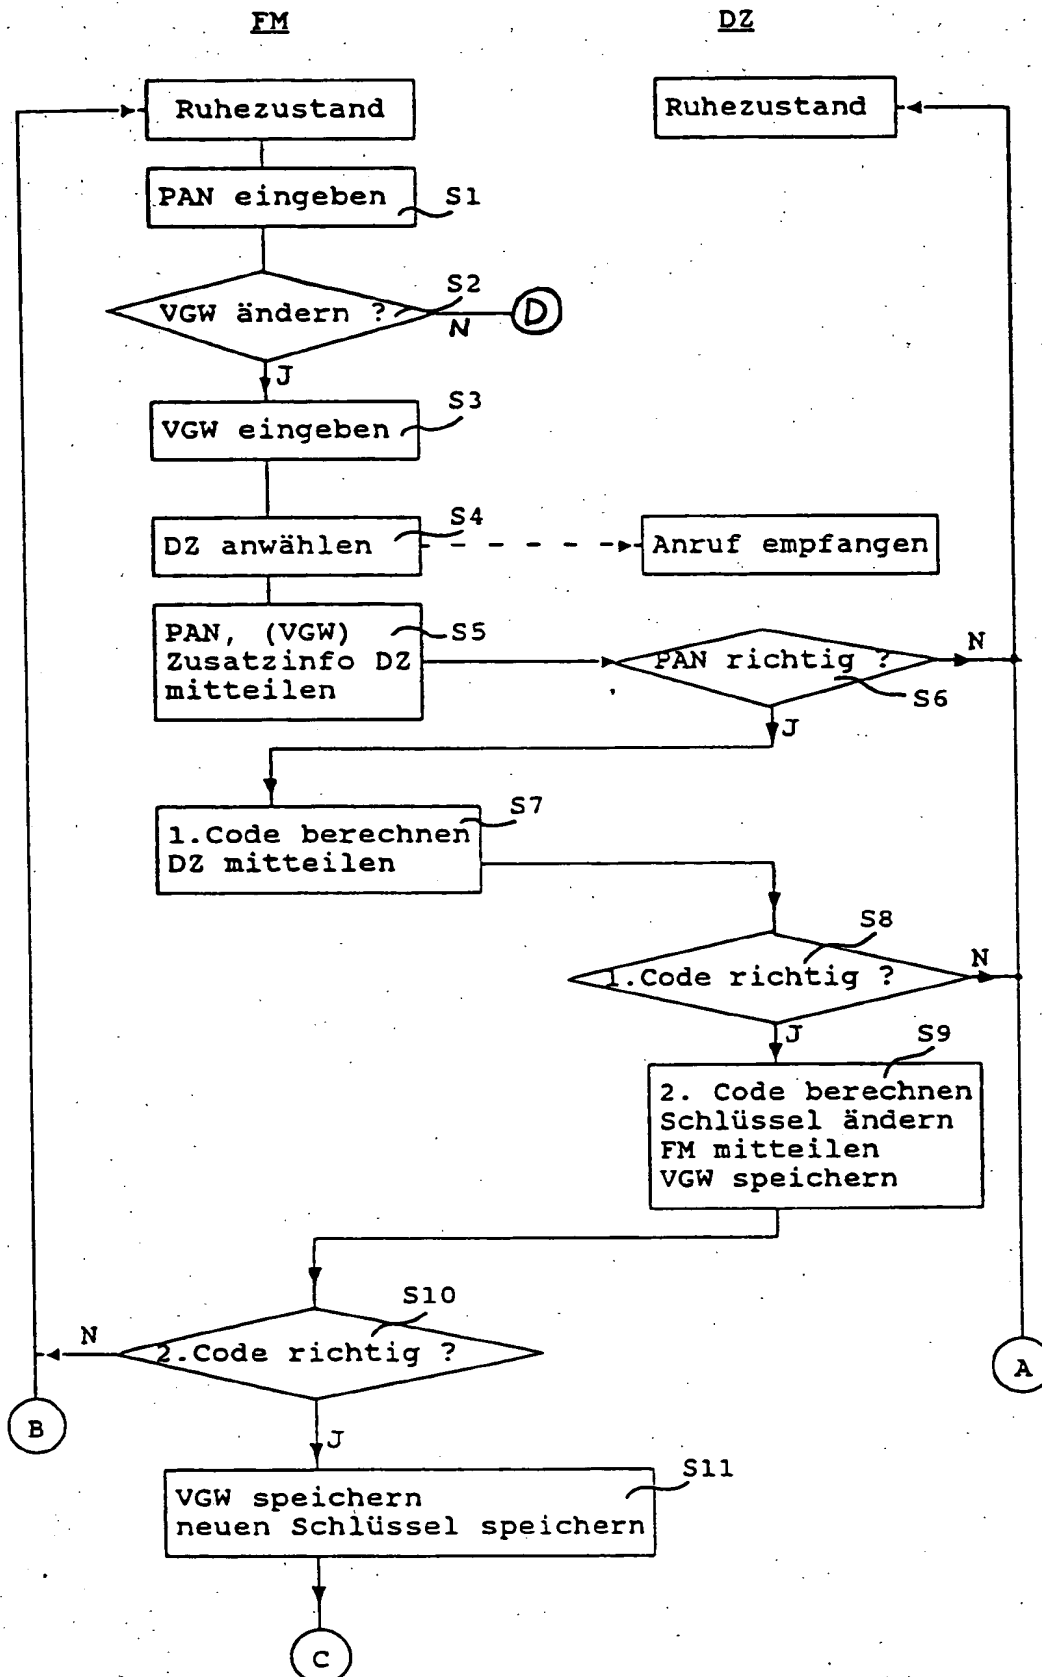 FM
DZ
Ruhezustand
Ruhezustand
PAN eingeben
S1
VGW ändern ?
S2
N
D
J
VGW eingeben
S3
DZ anwählen
S4
Anruf empfangen
PAN, (VGW)
Zusatzinfo DZ
mitteilen
S5
PAN richtig ?
N
S6
J
1.Code berechnen
DZ mitteilen
S7
1.Code richtig ?
S8
N
J
S9
2. Code berechnen
Schlüssel ändern
FM mitteilen
VGW speichern
S10
2.Code richtig ?
N
A
B
J
S11
VGW speichern
neuen Schlüssel speichern
C